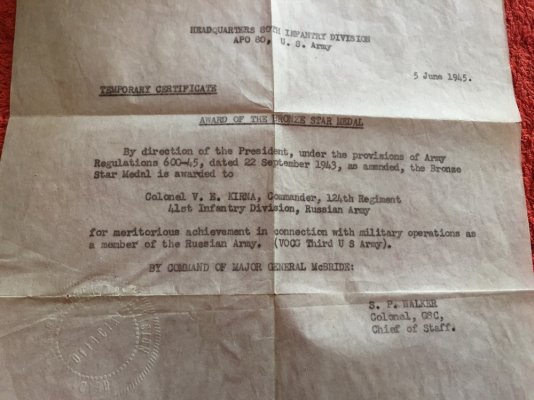 HEADQUARTERS 80TH INFANTRY DIVISION
APO 80, U. S. Army
5 June 1945.
TEMPORARY CERTIFICATE
AWARD OF THE BRONZE STAR MEDAL
By direction of the President, under the provisions of Army
Regulations 600-45, dated 22 September 1943, as amended, the Bronze
Star Medal is awarded to
Colonel V. E. KIRNA, Commander, 124th Regiment
41st Infantry Division, Russian Army
for meritorious achievement in connection with military operations as
a member of the Russian Army. (VOCG Third U S Army).
BY COMMAND OF MAJOR GENERAL McBRIDE:
S. P. WALKER
Colonel, GSC,
Chief of Staff.
OFFICIAL